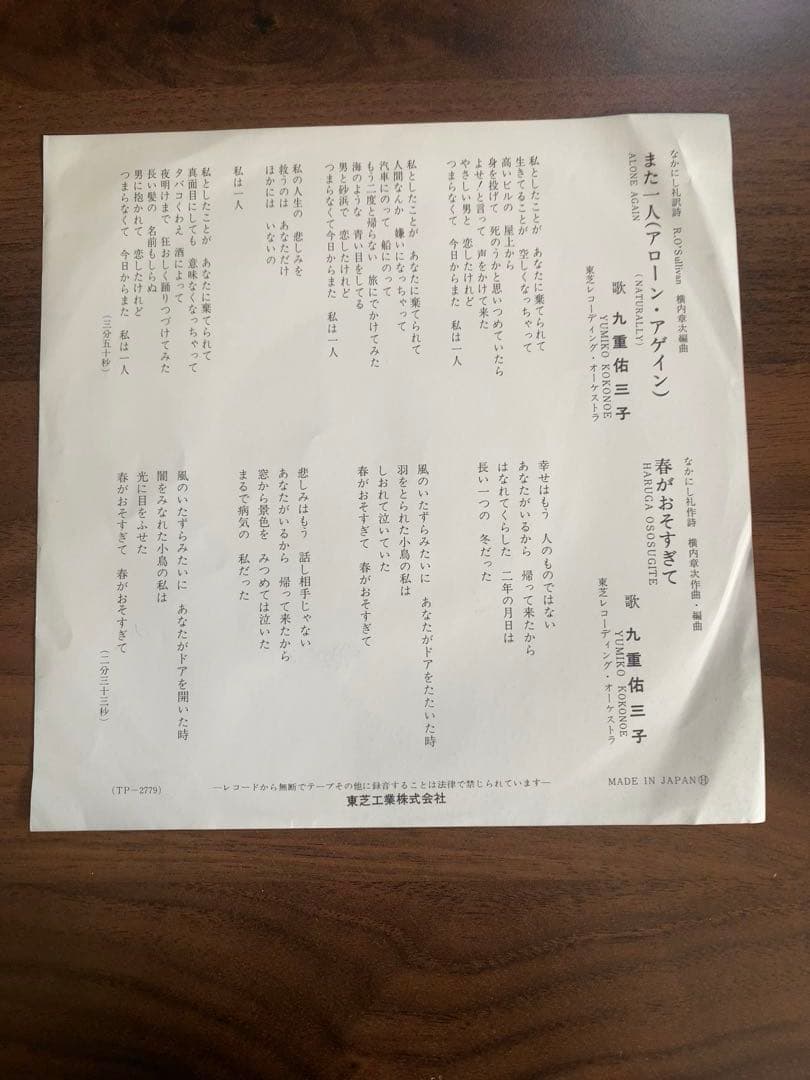 なかにし礼訳詩 R.O'Sullivan 横内章次編曲
また一人(アローン・アゲイン)
ALONE AGAIN (NATURALLY)
歌 九重佑三子
YUMIKO KOKONOE
東芝レコーディング・オーケストラ
私としたことが あなたに棄てられて
生きてることが 空しくなっちゃって
高いビルの 屋上から
身を投げて 死のうかと思いつめていたら
よせ!と言って 声をかけて来た
やさしい男と 恋したけれど
つまらなくて 今日からまた 私は一人
私としたことが あなたに棄てられて
人間なんか 嫌いになっちゃって
汽車にのって 船にのって
もう二度と帰らない 旅にでかけてみた
海のような 青い目をしてる
男と砂浜で 恋したけれど
つまらなくて今日からまた 私は一人
私の人生の 悲しみを
救うのは あなただけ
ほかには いないの
私は一人
私としたことが あなたに棄てられて
真面目にしても 意味なくなっちゃって
タバコくわえ 酒によって
夜明けまで 狂おしく踊りつづけてみた
長い髪の 名前もしらぬ
男に抱かれて 恋したけれど
つまらなくて 今日からまた 私は一人
(三分五十秒)
なかにし礼作詩 横内章次作曲・編曲
春がおそすぎて
HARUGA OSOSUGITE
歌 九重佑三子
YUMIKO KOKONOE
東芝レコーディング・オーケストラ
幸せはもう 人のものではない
あなたがいるから 帰って来たから
はなれてくらした 二年の月日は
長い一つの 冬だった
風のいたずらみたいに あなたがドアをたたいた時
羽をとられた小鳥の私は
しおれて泣いていた
春がおそすぎて 春がおそすぎて
悲しみはもう 話し相手じゃない
あなたがいるから 帰って来たから
窓から景色を みつめては泣いた
まるで病気の 私だった
風のいたずらみたいに あなたがドアを開いた時
闇をみなれた小鳥の私は
光に目をふせた
春がおそすぎて 春がおそすぎて
(二分三十三秒)
(TP-2779)
—レコードから無断でテープその他に録音することは法律で禁じられています—
東芝工業株式会社
MADE IN JAPAN Ⓗ